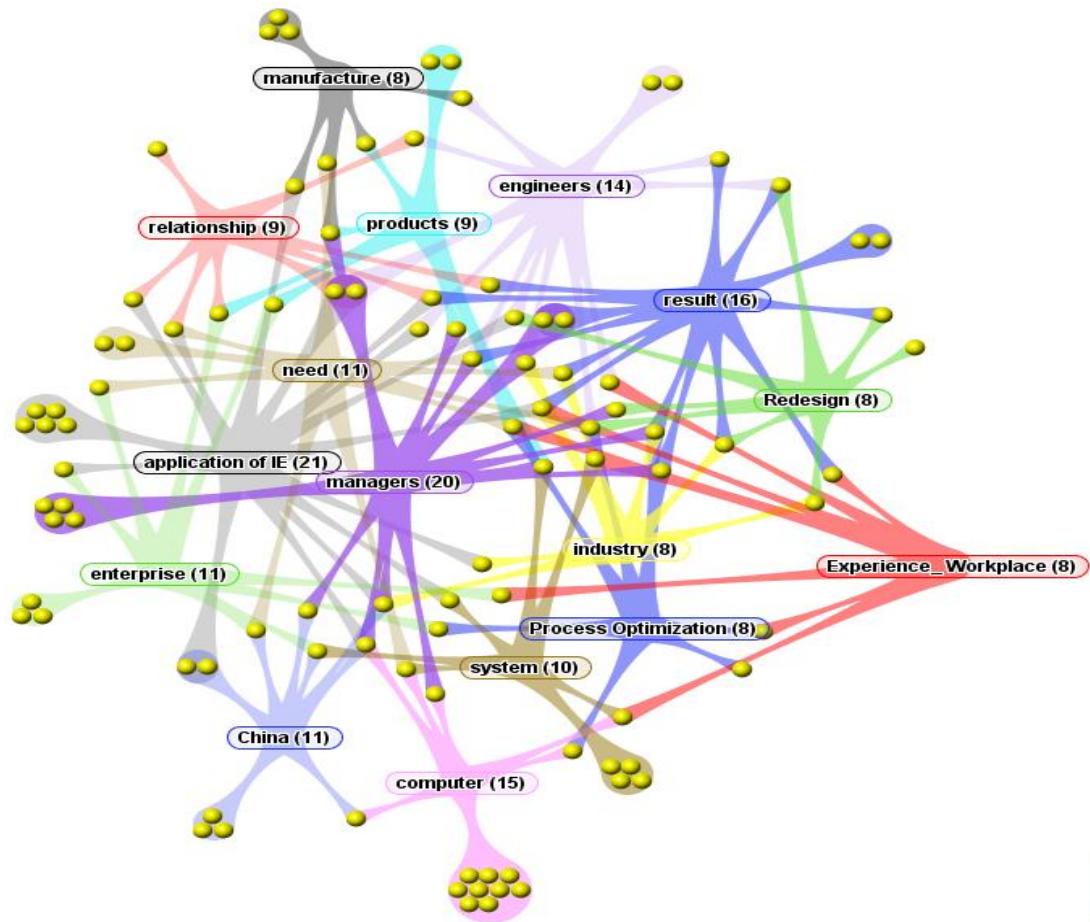 manufacture (8)
engineers (14)
products (9)
relationship (9)
result (16)
need (11)
Redesign (8)
application of IE (21)
managers (20)
industry (8)
Experience_ Workplace (8)
enterprise (11)
Process Optimization (8)
system (10)
China (11)
computer (15)